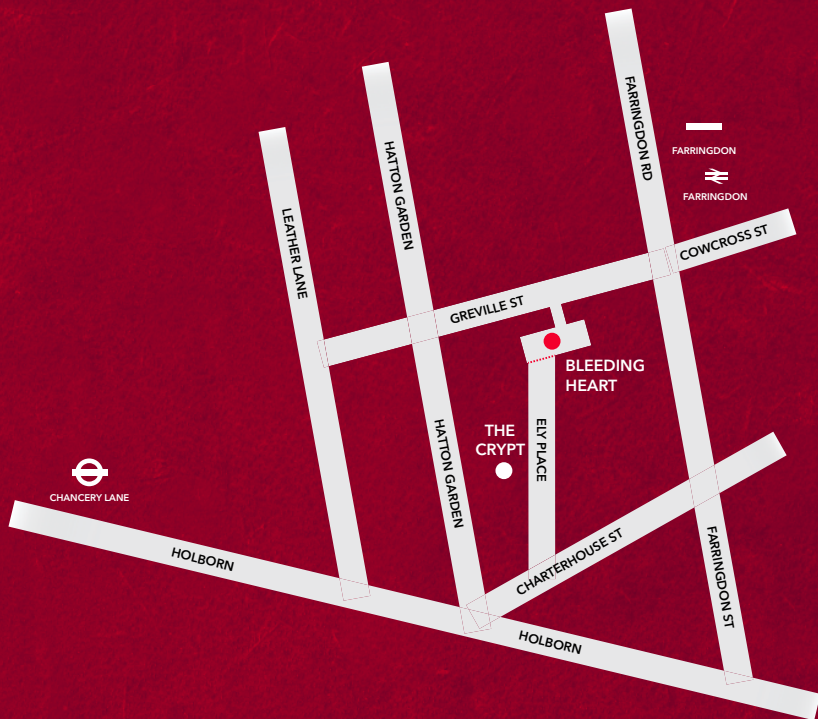 FARRINGDON RD
FARRINGDON
FARRINGDON
HATTON GARDEN
LEATHER LANE
COWCROSS ST
GREVILLE ST
BLEEDING
HEART
THE
CRYPT
ELY PLACE
HATTON GARDEN
CHANCERY LANE
HOLBORN
CHARTERHOUSE ST
FARRINGDON ST
HOLBORN